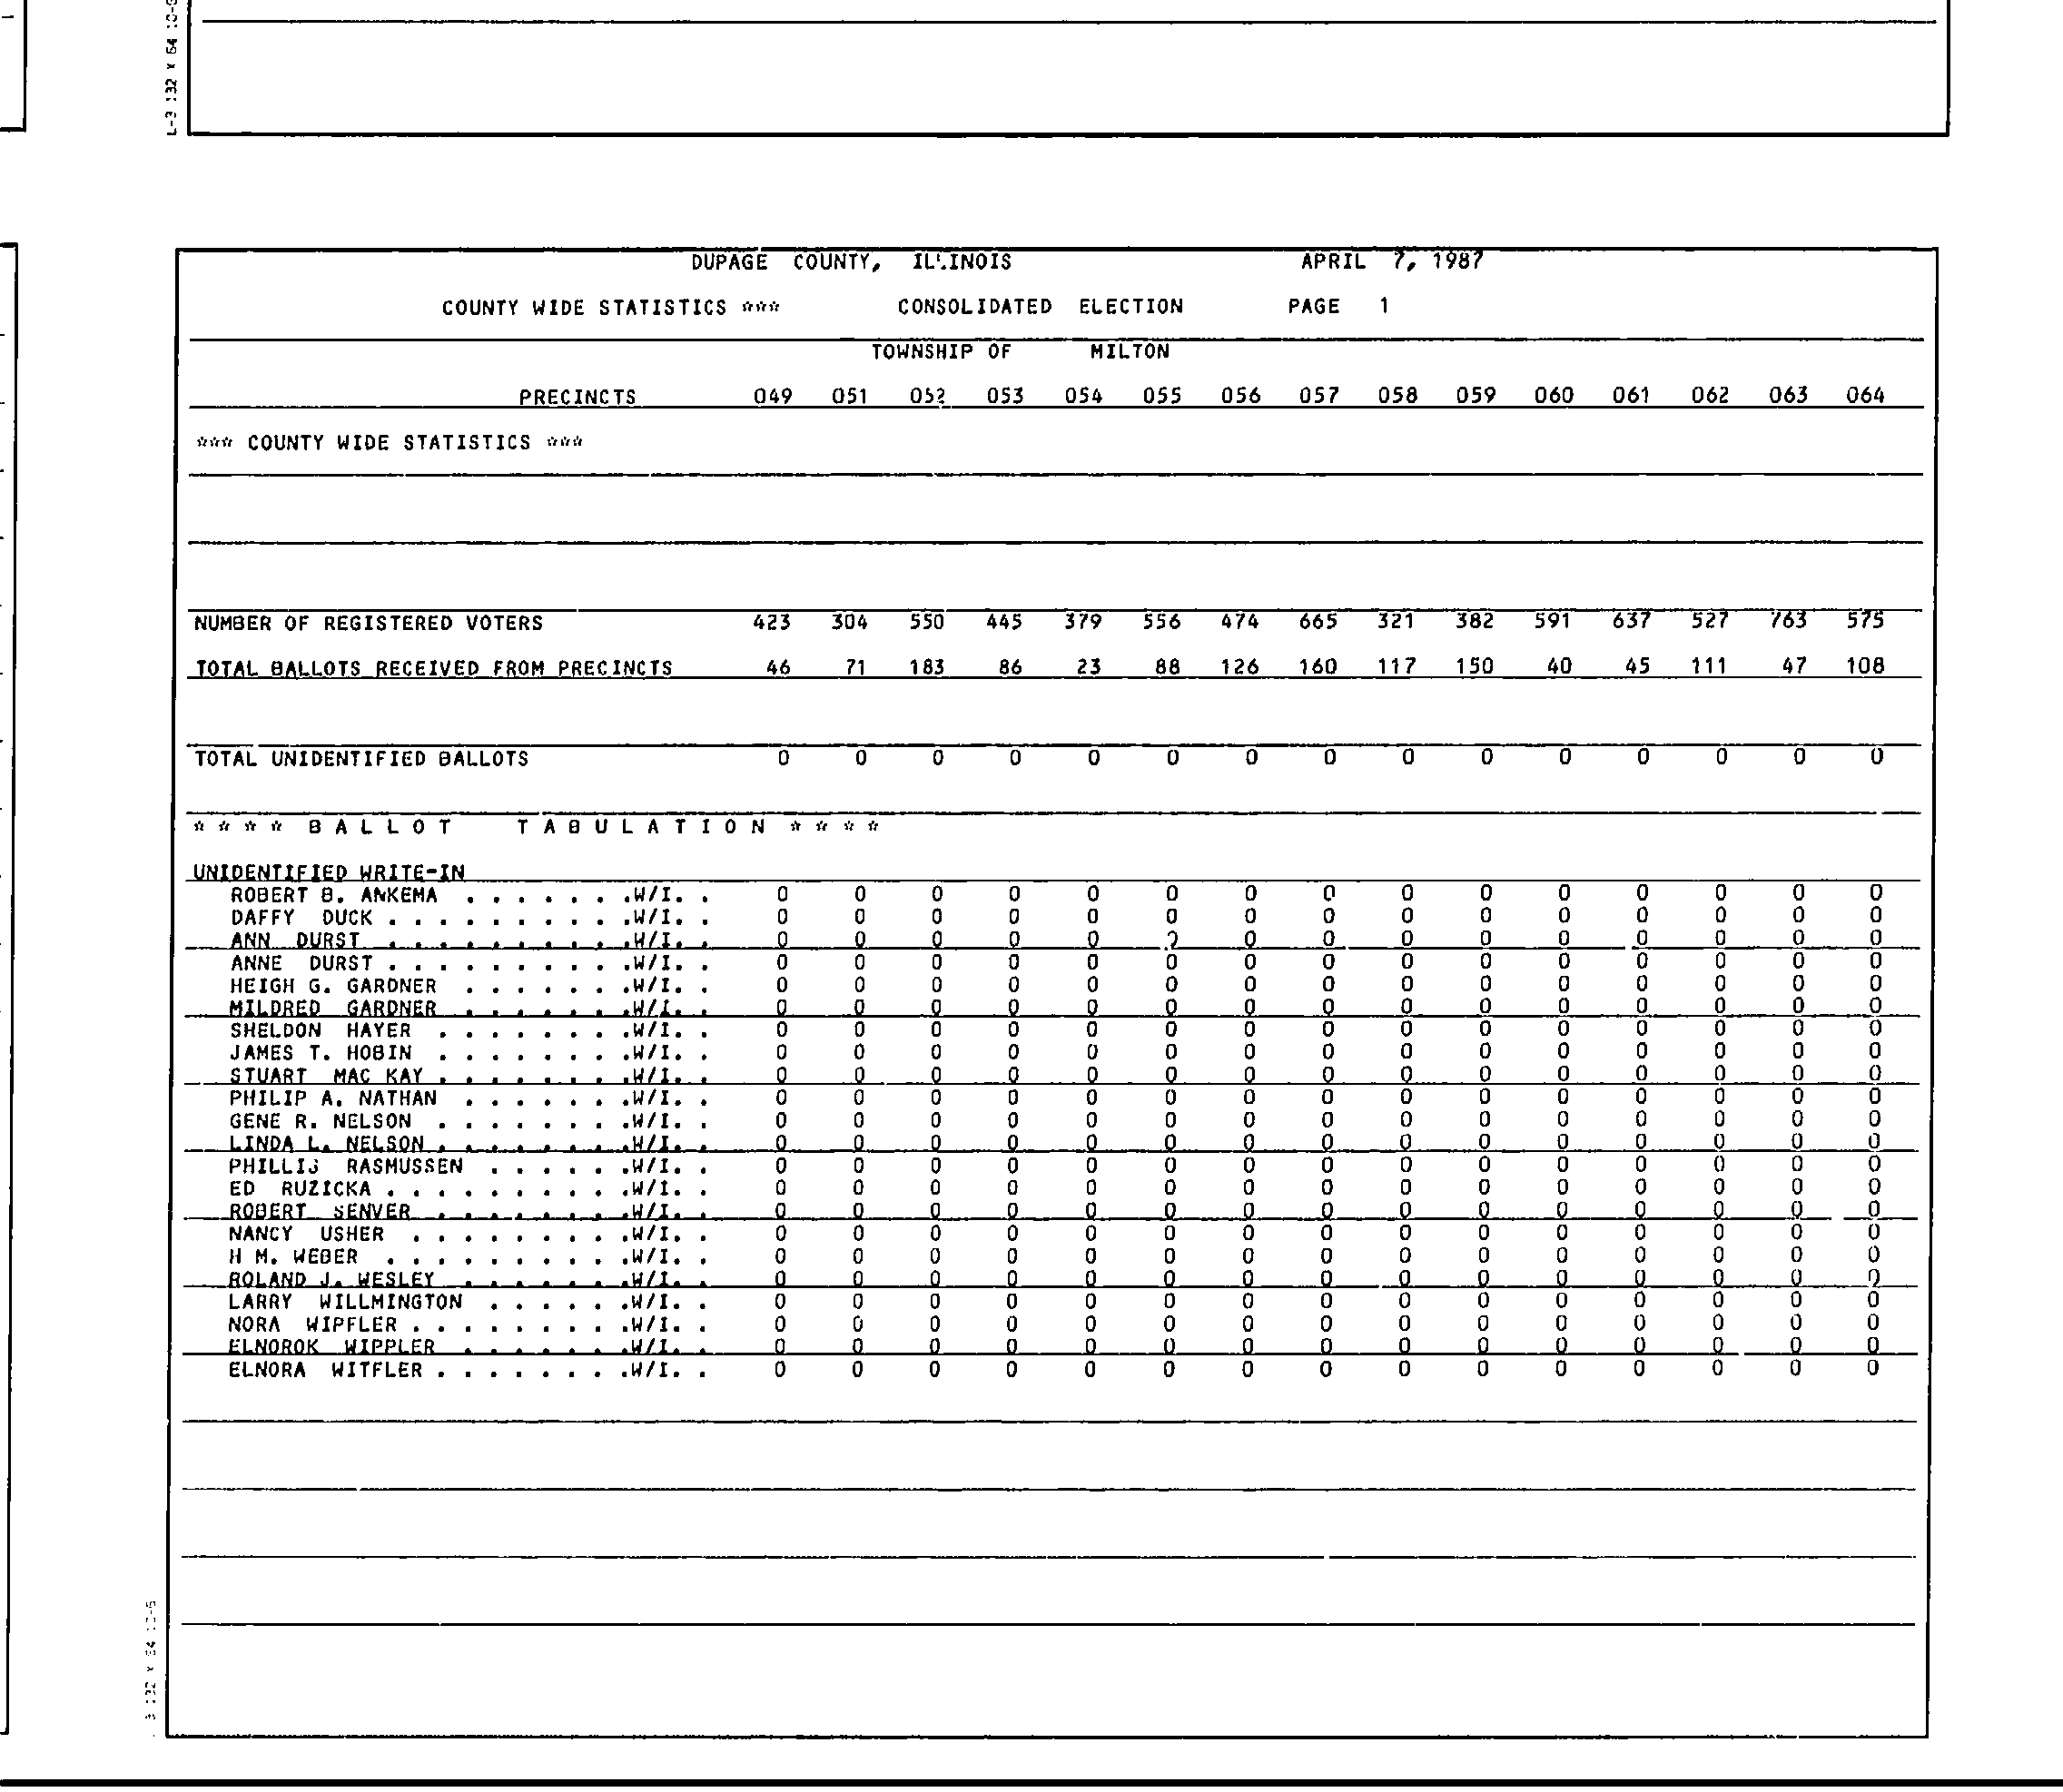 L-3 132 X 64 10-
DUPAGE COUNTY, ILLINOIS APRIL 7, 1987
COUNTY WIDE STATISTICS *** CONSOLIDATED ELECTION PAGE 1
TOWNSHIP OF MILTON
PRECINCTS 049 051 052 053 054 055 056 057 058 059 060 061 062 063 064
*** COUNTY WIDE STATISTICS ***
NUMBER OF REGISTERED VOTERS 423 304 550 445 379 556 474 665 321 382 591 637 527 763 575
TOTAL BALLOTS RECEIVED FROM PRECINCTS 46 71 183 86 23 88 126 160 117 150 40 45 111 47 108
TOTAL UNIDENTIFIED BALLOTS 0 0 0 0 0 0 0 0 0 0 0 0 0 0 0
* * * * B A L L O T T A B U L A T I O N * * * *
UNIDENTIFIED WRITE-IN
ROBERT B. ANKEMA . . . . . . .W/I. . 0 0 0 0 0 0 0 0 0 0 0 0 0 0 0
DAFFY DUCK . . . . . . . . . .W/I. . 0 0 0 0 0 0 0 0 0 0 0 0 0 0 0
ANN DURST . . . . . . . . . .W/I. . 0 0 0 0 0 0 0 0 0 0 0 0 0 0 0
ANNE DURST . . . . . . . . . .W/I. . 0 0 0 0 0 0 0 0 0 0 0 0 0 0 0
HEIGH G. GARDNER . . . . . . .W/I. . 0 0 0 0 0 0 0 0 0 0 0 0 0 0 0
MILDRED GARDNER . . . . . . .W/I. . 0 0 0 0 0 0 0 0 0 0 0 0 0 0 0
SHELDON HAYER . . . . . . . .W/I. . 0 0 0 0 0 0 0 0 0 0 0 0 0 0 0
JAMES T. HOBIN . . . . . . . .W/I. . 0 0 0 0 0 0 0 0 0 0 0 0 0 0 0
STUART MAC KAY . . . . . . . .W/I. . 0 0 0 0 0 0 0 0 0 0 0 0 0 0 0
PHILIP A. NATHAN . . . . . . .W/I. . 0 0 0 0 0 0 0 0 0 0 0 0 0 0 0
GENE R. NELSON . . . . . . . .W/I. . 0 0 0 0 0 0 0 0 0 0 0 0 0 0 0
LINDA L. NELSON . . . . . . . .W/I. . 0 0 0 0 0 0 0 0 0 0 0 0 0 0 0
PHILLIS RASMUSSEN . . . . . .W/I. . 0 0 0 0 0 0 0 0 0 0 0 0 0 0 0
ED RUZICKA . . . . . . . . . .W/I. . 0 0 0 0 0 0 0 0 0 0 0 0 0 0 0
ROBERT SENVER . . . . . . . .W/I. . 0 0 0 0 0 0 0 0 0 0 0 0 0 0 0
NANCY USHER . . . . . . . . .W/I. . 0 0 0 0 0 0 0 0 0 0 0 0 0 0 0
H M. WEBER . . . . . . . . . .W/I. . 0 0 0 0 0 0 0 0 0 0 0 0 0 0 0
ROLAND J. WESLEY . . . . . . .W/I. . 0 0 0 0 0 0 0 0 0 0 0 0 0 0 0
LARRY WILLMINGTON . . . . . .W/I. . 0 0 0 0 0 0 0 0 0 0 0 0 0 0 0
NORA WIPFLER . . . . . . . . .W/I. . 0 0 0 0 0 0 0 0 0 0 0 0 0 0 0
ELNOROK WIPPLER . . . . . . .W/I. . 0 0 0 0 0 0 0 0 0 0 0 0 0 0 0
ELNORA WITFLER . . . . . . . .W/I. . 0 0 0 0 0 0 0 0 0 0 0 0 0 0 0